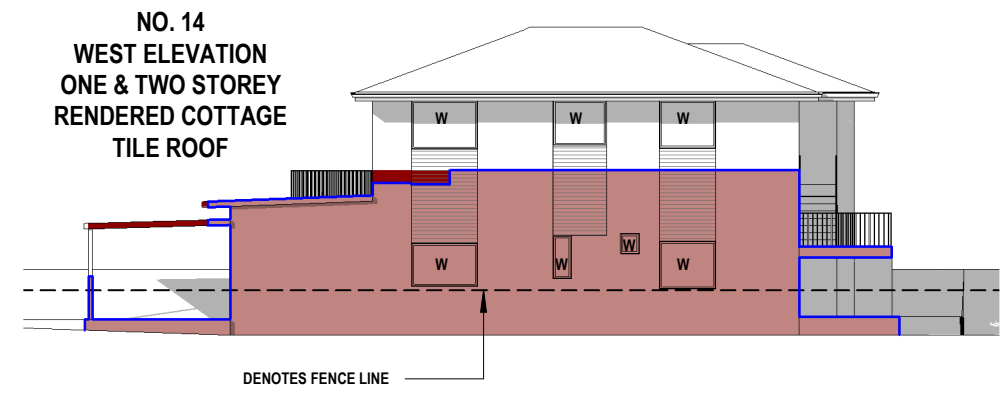 NO. 14
WEST ELEVATION
ONE & TWO STOREY
RENDERED COTTAGE
TILE ROOF
W W W
W W W W
DENOTES FENCE LINE